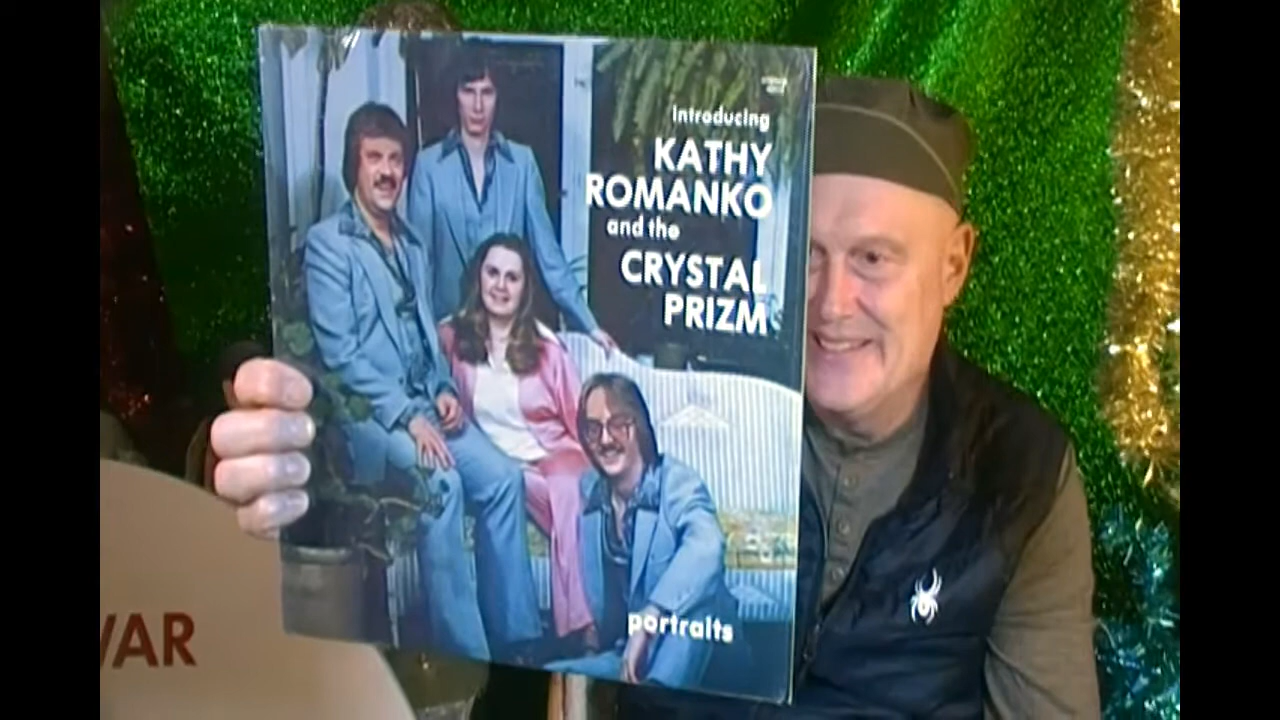 Introducing
KATHY
ROMANKO
and the
CRYSTAL
PRIZM
portraits
VAR